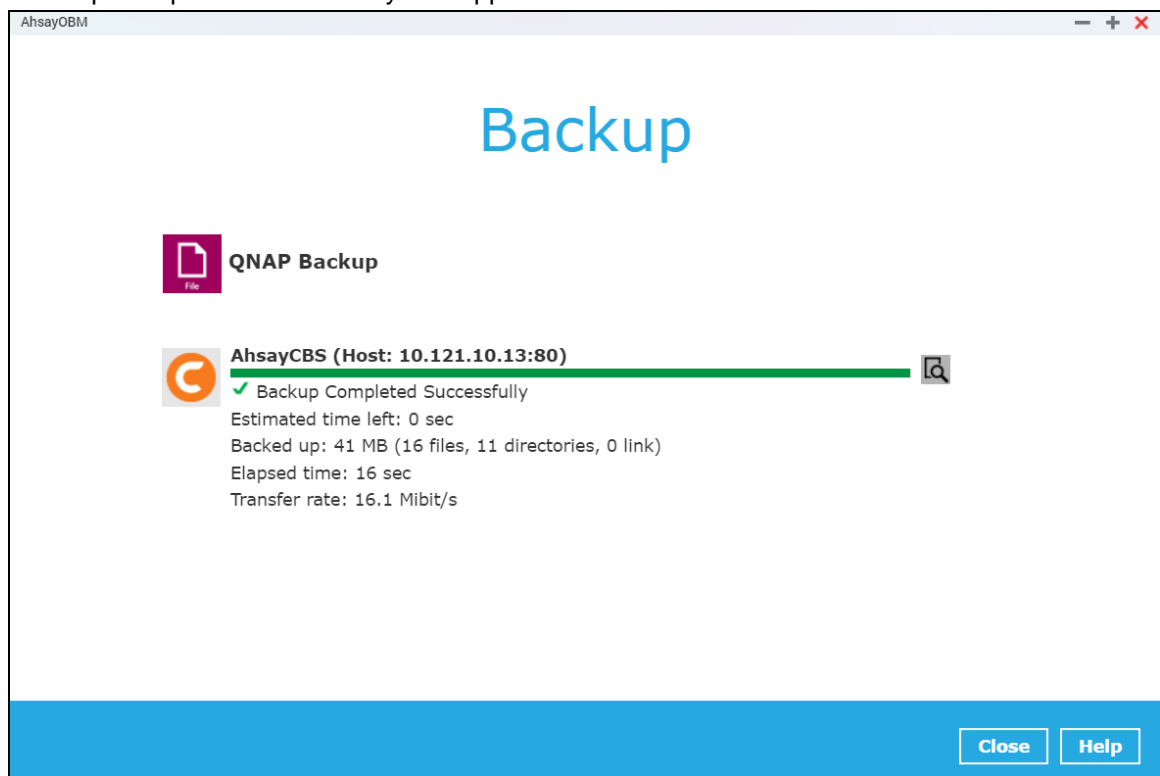 AhsayOBM
Backup
File
QNAP Backup
AhsayCBS (Host: 10.121.10.13:80)
Backup Completed Successfully
Estimated time left: 0 sec
Backed up: 41 MB (16 files, 11 directories, 0 link)
Elapsed time: 16 sec
Transfer rate: 16.1 Mibit/s
Close Help